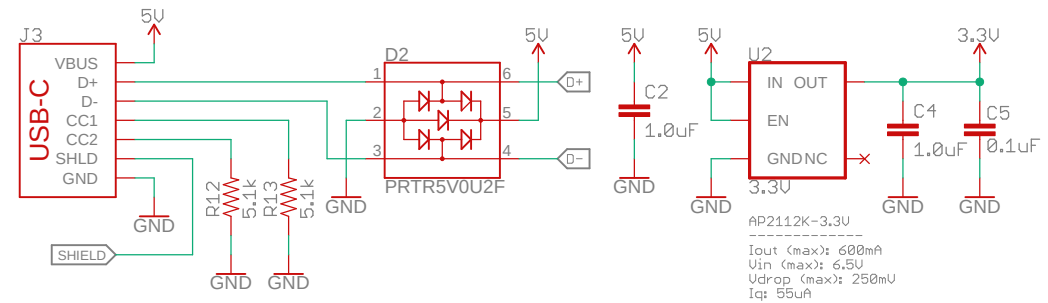 J3
5V
VBUS
D+
D-
CC1
CC2
SHLD
GND
USB-C
GND
SHIELD
R12
5.1k
R13
5.1k
GND
GND
D2
1
2
3
6
5
4
PRTR5V0U2F
GND
5V
D+
D-
5V
C2
1.0uF
GND
5V
U2
IN OUT
EN
GND NC
3.3V
GND
3.3V
C4
1.0uF
C5
0.1uF
GND
GND
AP2112K-3.3V
-------------
Iout (max): 600mA
Vin (max): 6.5V
Vdrop (max): 250mV
Iq: 55uA